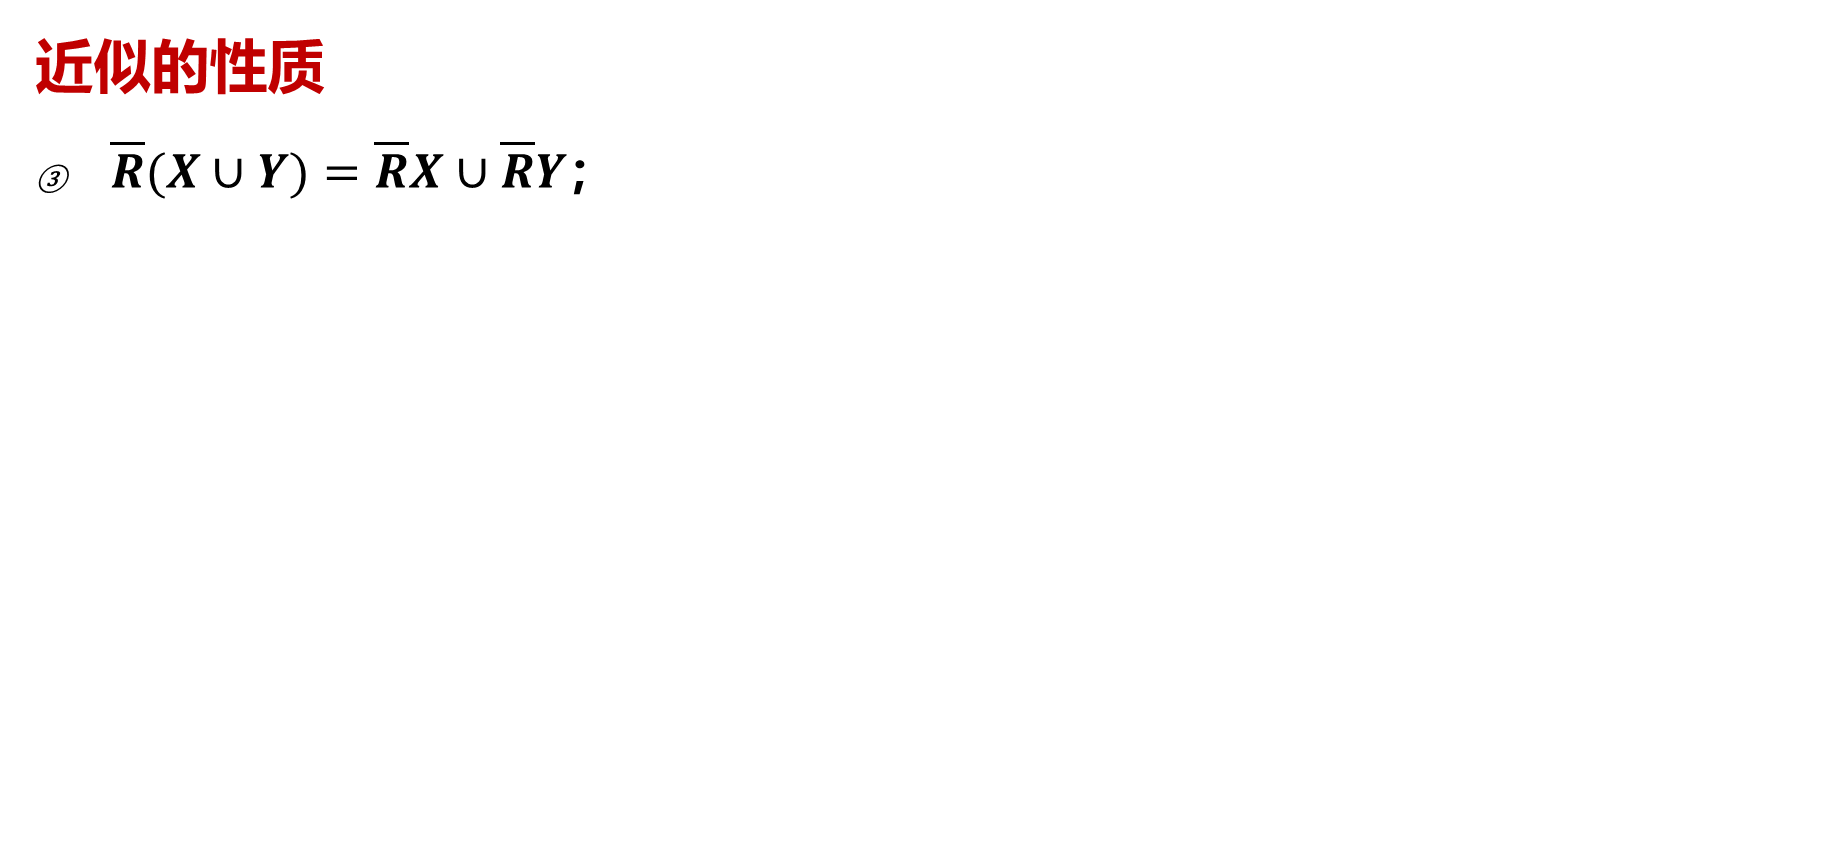 近似的性质
③ R̅(X ∪ Y) = R̅X ∪ R̅Y；